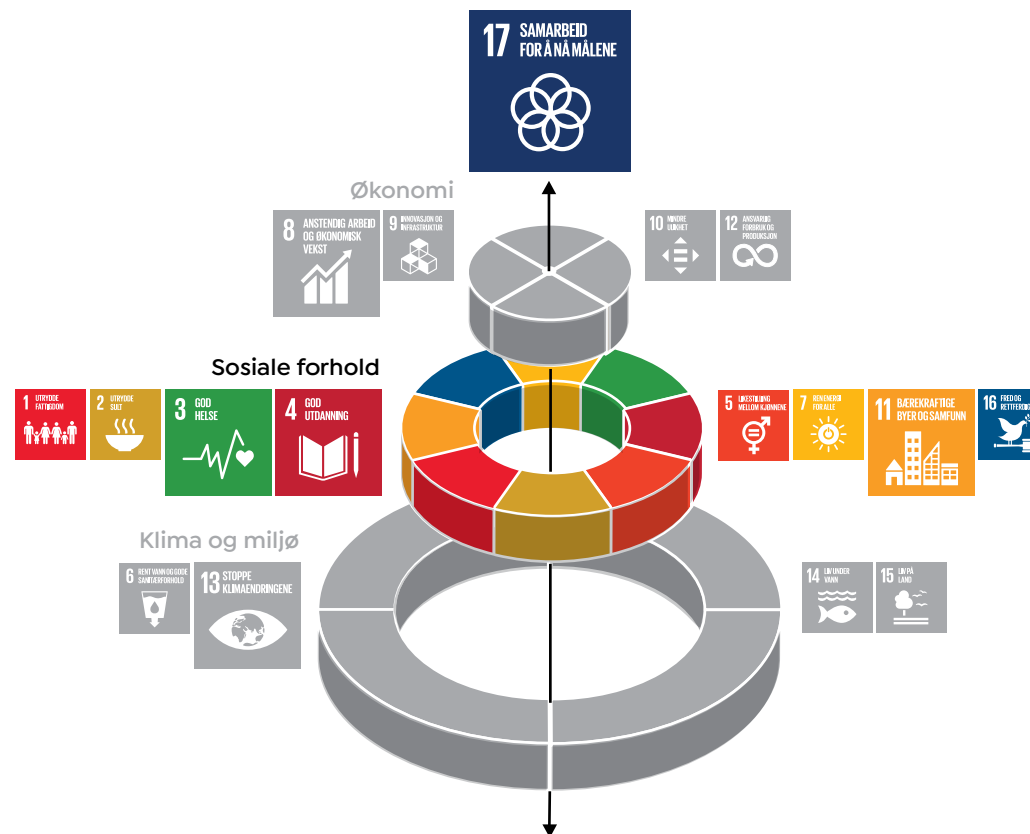 17 SAMARBEID
FOR Å NÅ MÅLENE
Økonomi
8 ANSTENDIG ARBEID
OG ØKONOMISK
VEKST
9 INNOVASJON OG
INFRASTRUKTUR
10 MINDRE
ULIKHET
12 ANSVARLIG
FORBRUK OG
PRODUKSJON
Sosiale forhold
1 UTRYDDE
FATTIGDOM
2 UTRYDDE
SULT
3 GOD
HELSE
4 GOD
UTDANNING
5 LIKESTILLING
MELLOM KJØNNENE
7 REN ENERGI
FOR ALLE
11 BÆREKRAFTIGE
BYER OG SAMFUNN
16 FRED OG
RETTFERDIG
Klima og miljø
6 RENT VANN OG GODE
SANITÆRFORHOLD
13 STOPPE
KLIMAENDRINGENE
14 LIV UNDER
VANN
15 LIV PÅ
LAND